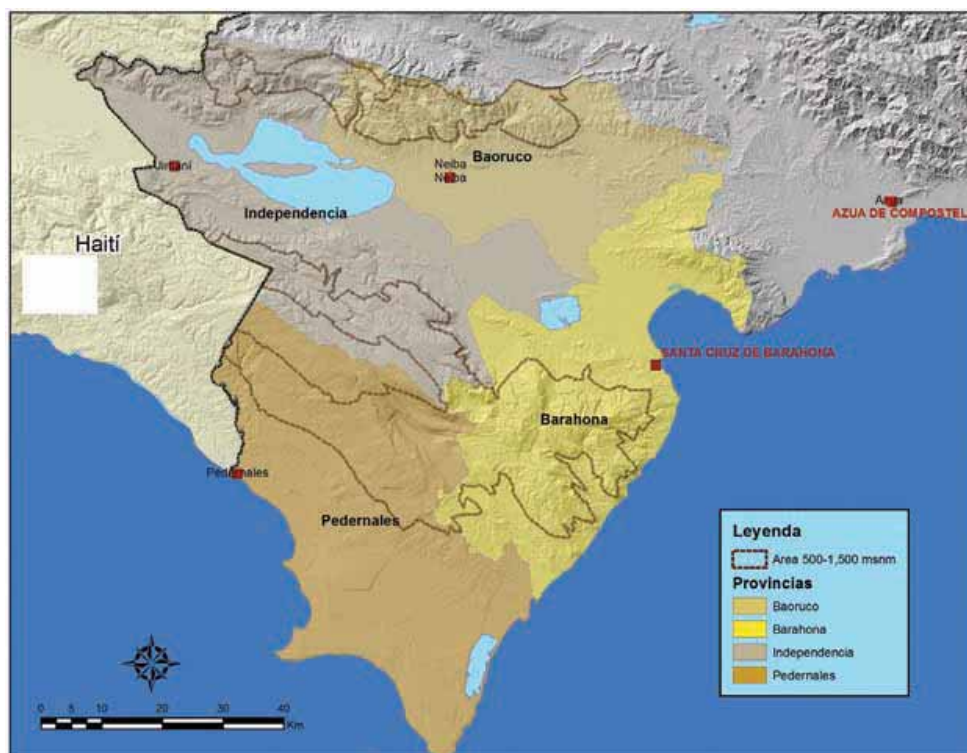 Neiba
Baoruco
Neiba
Jimaní
Azua
AZUA DE COMPOSTEL
Independencia
Haití
SANTA CRUZ DE BARAHONA
Barahona
Pedernales
Pedernales
Leyenda
Area 500-1,500 msnm
Provincias
Baoruco
Barahona
Independencia
Pedernales
0 5 10 20 30 40
Km